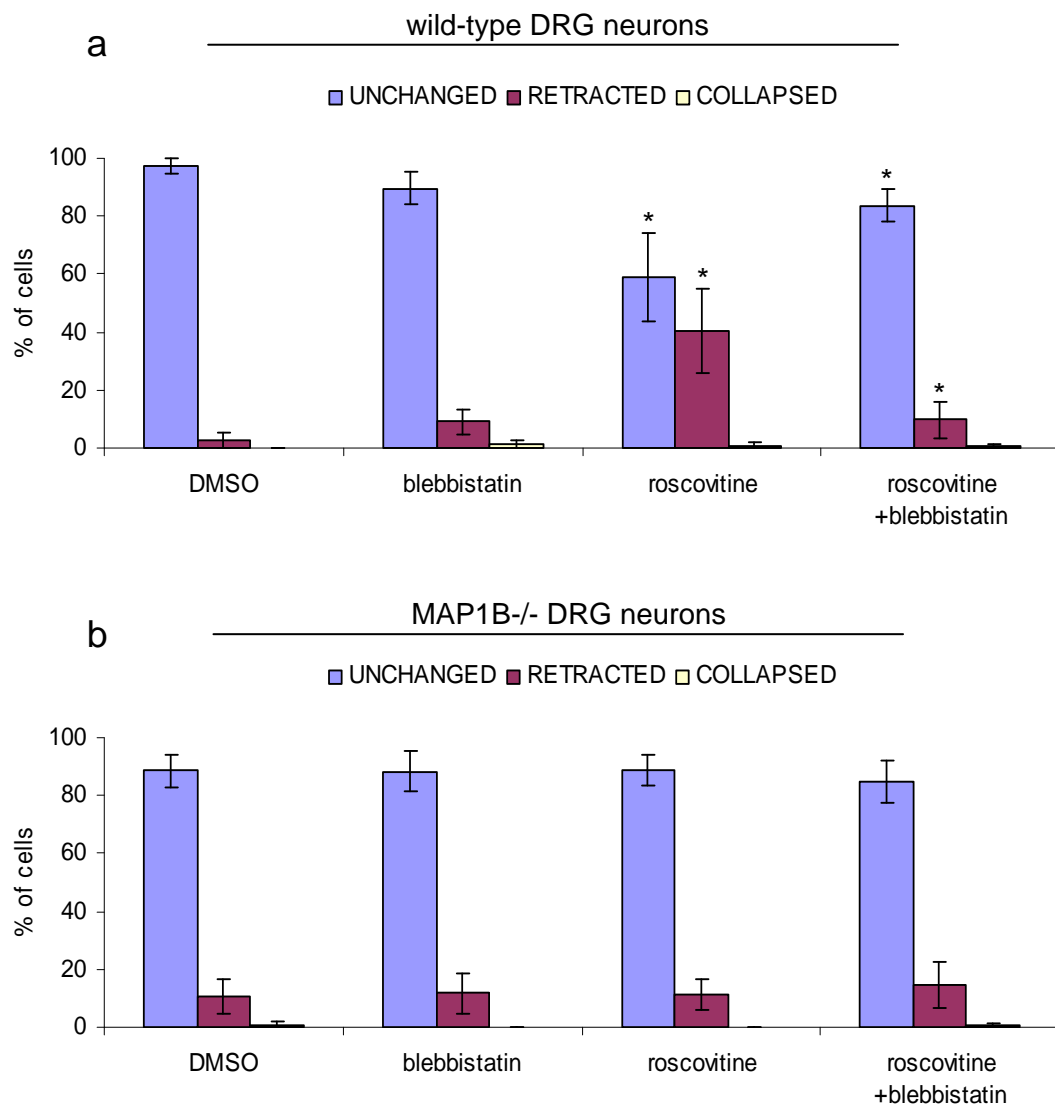 a
wild-type DRG neurons
UNCHANGED RETRACTED COLLAPSED
% of cells
100
80
60
40
20
0
*
*
*
*
DMSO
blebbistatin
roscovitine
roscovitine
+blebbistatin
b
MAP1B-/- DRG neurons
UNCHANGED RETRACTED COLLAPSED
% of cells
100
80
60
40
20
0
DMSO
blebbistatin
roscovitine
roscovitine
+blebbistatin